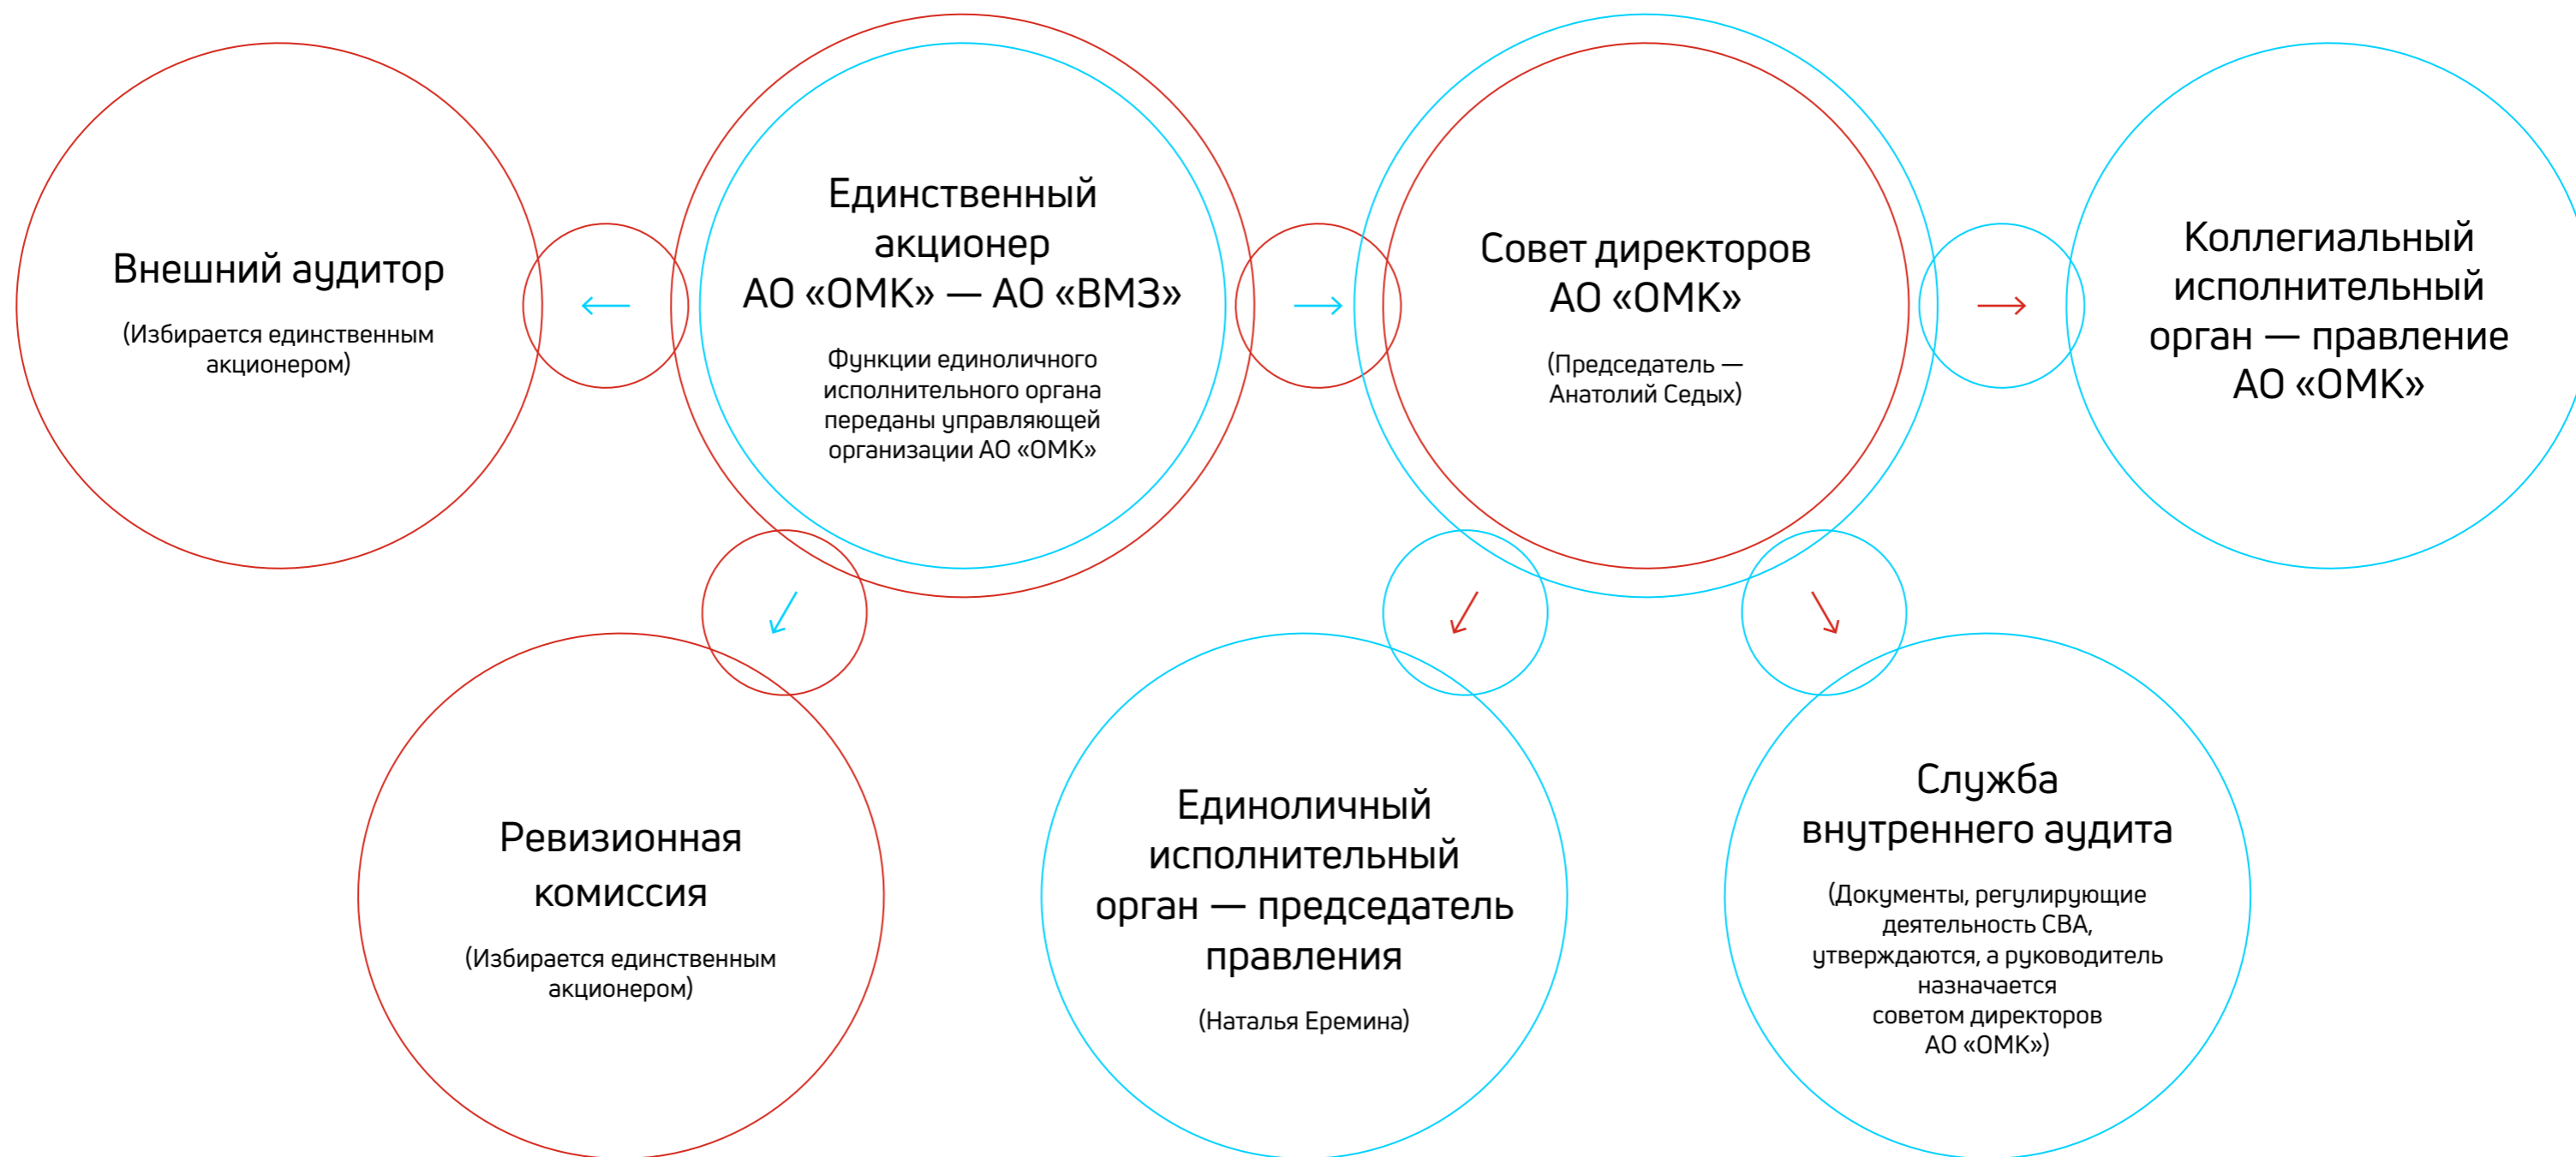 Внешний аудитор
(Избирается единственным
акционером)
Единственный
акционер
АО «ОМК» — АО «ВМЗ»
Функции единоличного
исполнительного органа
переданы управляющей
организации АО «ОМК»
Совет директоров
АО «ОМК»
(Председатель —
Анатолий Седых)
Коллегиальный
исполнительный
орган — правление
АО «ОМК»
Ревизионная
комиссия
(Избирается единственным
акционером)
Единоличный
исполнительный
орган — председатель
правления
(Наталья Еремина)
Служба
внутреннего аудита
(Документы, регулирующие
деятельность СВА,
утверждаются, а руководитель
назначается
советом директоров
АО «ОМК»)